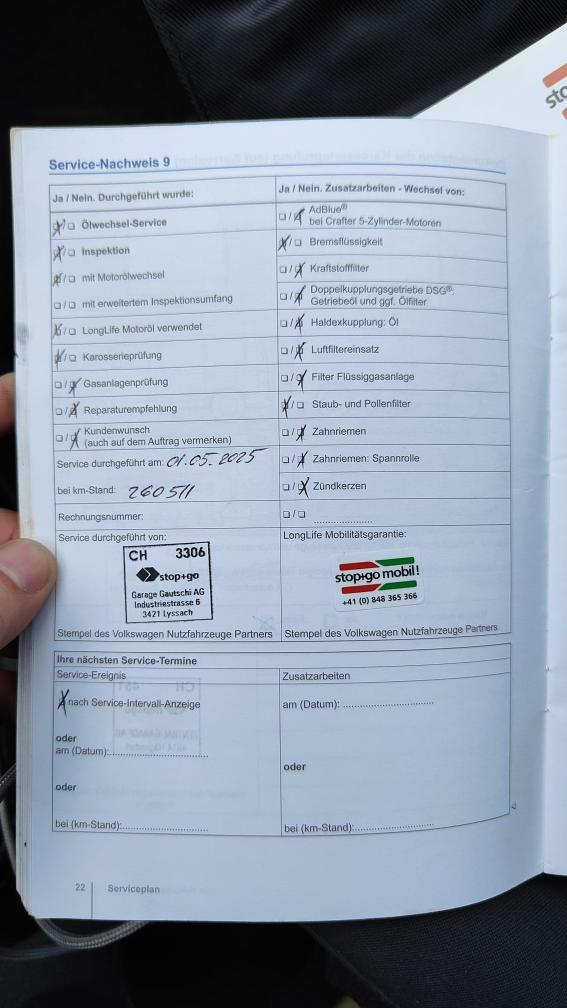 Service-Nachweis 9
Ja / Nein. Durchgeführt wurde:
Ölwechsel-Service
Inspektion
mit Motorölwechsel
mit erweitertem Inspektionsumfang
LongLife Motoröl verwendet
Karosserieprüfung
Gasanlagenprüfung
Reparaturempfehlung
Kundenwunsch
(auch auf dem Auftrag vermerken)
Service durchgeführt am: 01.05.2025
bei km-Stand: 260511
Rechnungsnummer:
Service durchgeführt von:
CH 3306
stop+go
Garage Gautschi AG
Industriestrasse 6
3421 Lyssach
Stempel des Volkswagen Nutzfahrzeuge Partners
Ja / Nein. Zusatzarbeiten - Wechsel von:
AdBlue®
bei Crafter 5-Zylinder-Motoren
Bremsflüssigkeit
Kraftstofffilter
Doppelkupplungsgetriebe DSG®:
Getriebeöl und ggf. Ölfilter
Haldexkupplung: Öl
Luftfiltereinsatz
Filter Flüssiggasanlage
Staub- und Pollenfilter
Zahnriemen
Zahnriemen: Spannrolle
Zündkerzen
LongLife Mobilitätsgarantie:
stop+go mobil!
+41 (0) 848 365 366
Stempel des Volkswagen Nutzfahrzeuge Partners
Ihre nächsten Service-Termine
Service-Ereignis
nach Service-Intervall-Anzeige
oder
am (Datum):
oder
bei (km-Stand):
Zusatzarbeiten
am (Datum):
oder
bei (km-Stand):
22 Serviceplan
sto